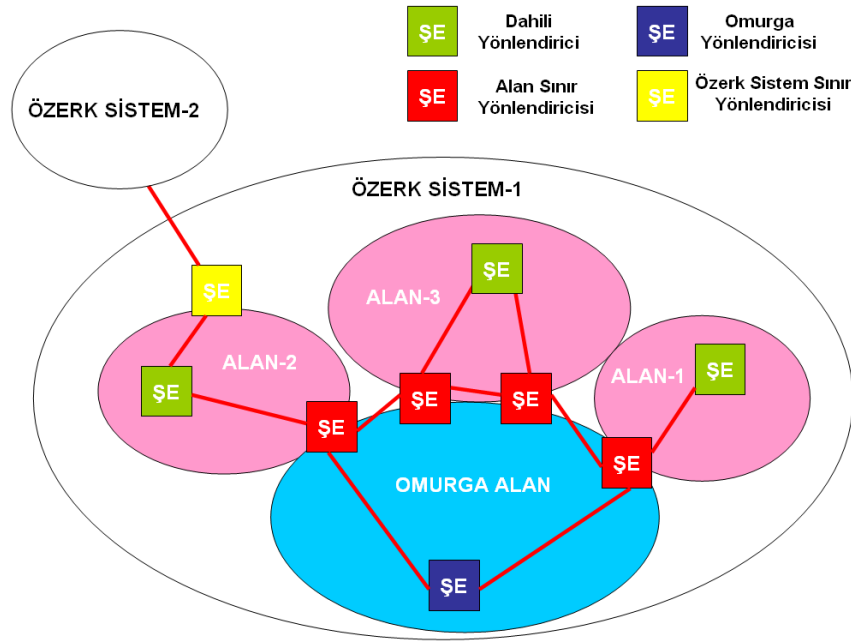 ŞE
Dahili
Yönlendirici
ŞE
Omurga
Yönlendiricisi
ŞE
Alan Sınır
Yönlendiricisi
ŞE
Özerk Sistem Sınır
Yönlendiricisi
ÖZERK SİSTEM-2
ÖZERK SİSTEM-1
ŞE
ŞE
ALAN-3
ALAN-2
ŞE
ALAN-1
ŞE
ŞE
ŞE
ŞE
ŞE
OMURGA ALAN
ŞE